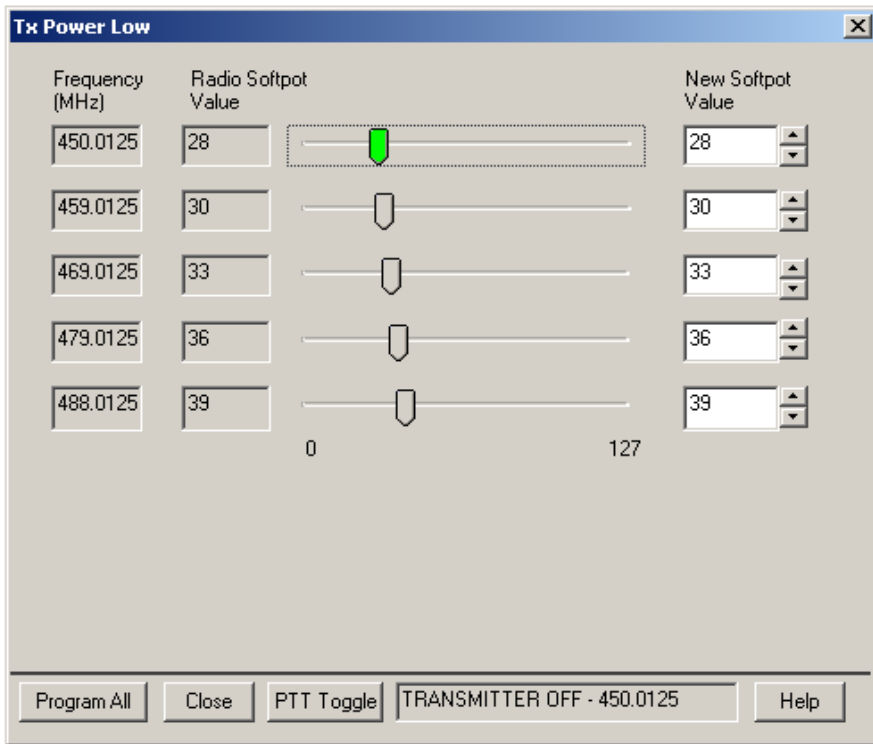 Tx Power Low
Frequency (MHz) Radio Softpot Value New Softpot Value
450.0125 28 28
459.0125 30 30
469.0125 33 33
479.0125 36 36
488.0125 39 39
0 127
Program All Close PTT Toggle TRANSMITTER OFF - 450.0125 Help